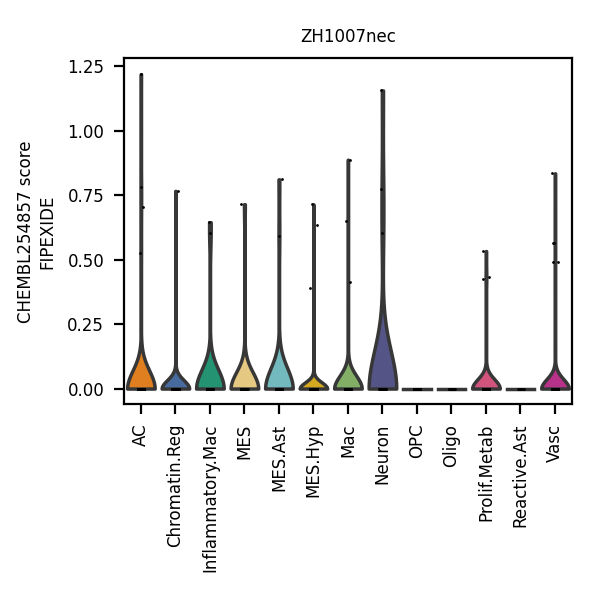 ZH1007nec
CHEMBL254857 score
FIPEXIDE
1.25
1.00
0.75
0.50
0.25
0.00
AC
Chromatin.Reg
Inflammatory.Mac
MES
MES.Ast
MES.Hyp
Mac
Neuron
OPC
Oligo
Prolif.Metab
Reactive.Ast
Vasc